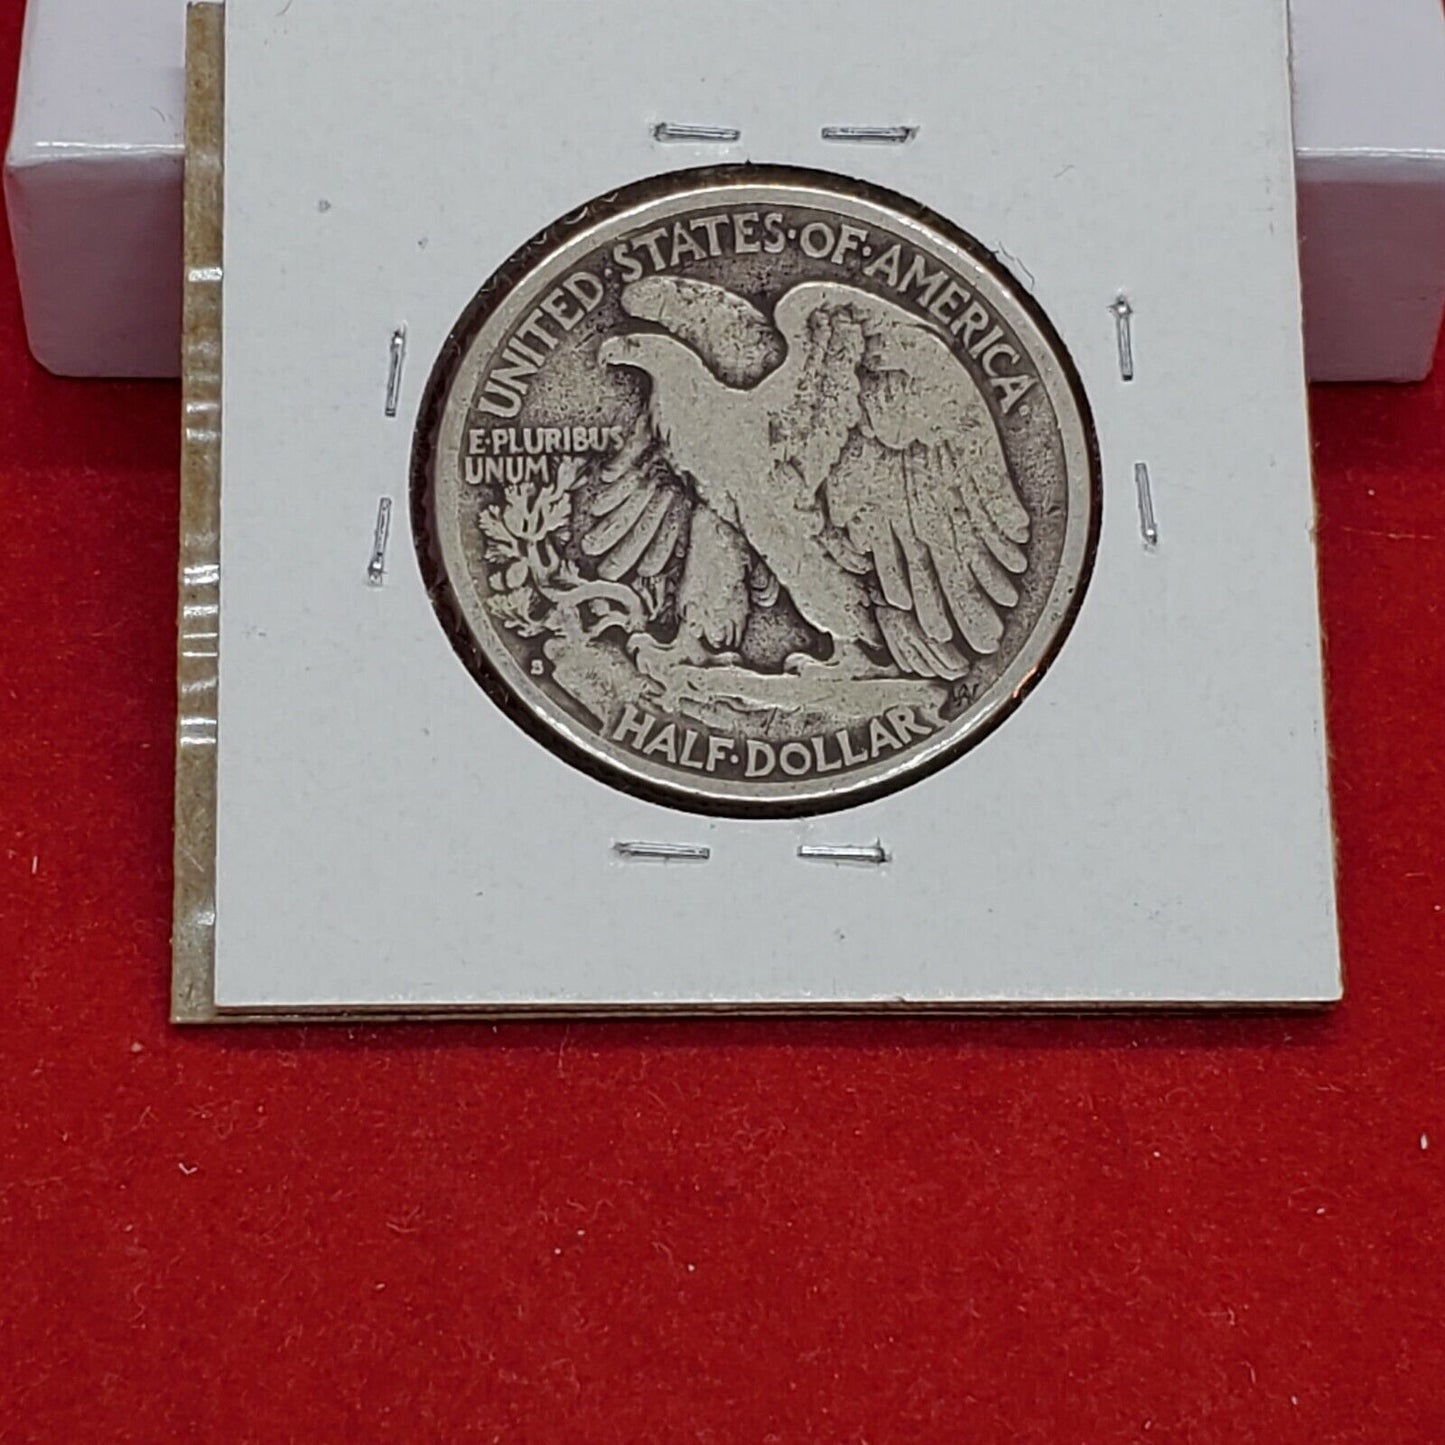 UNITED·STATES·OF·AMERICA·
E·PLURIBUS
UNUM
S
HALF·DOLLAR